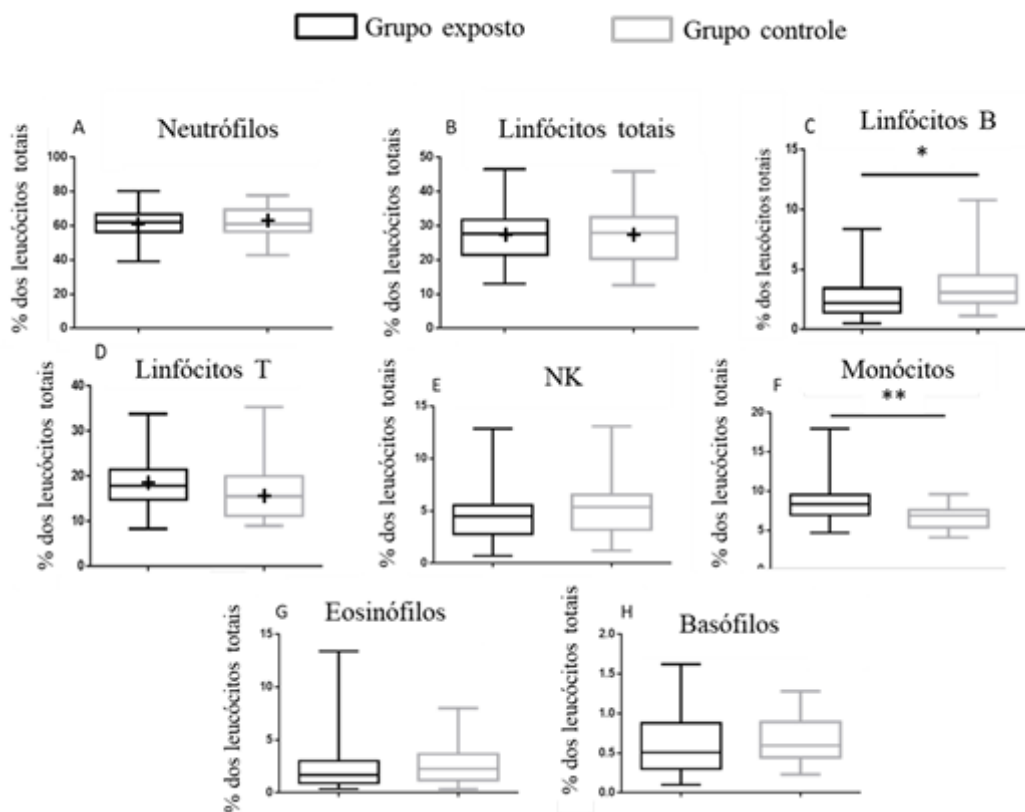 Grupo exposto
Grupo controle
A
Neutrófilos
% dos leucócitos totais
100
80
60
40
20
0
B
Linfócitos totais
% dos leucócitos totais
50
40
30
20
10
0
C
Linfócitos B
% dos leucócitos totais
15
10
5
0
*
D
Linfócitos T
% dos leucócitos totais
40
30
20
10
0
E
NK
% dos leucócitos totais
15
10
5
0
F
Monócitos
% dos leucócitos totais
20
15
10
5
0
**
G
Eosinófilos
% dos leucócitos totais
15
10
5
0
H
Basófilos
% dos leucócitos totais
2.0
1.5
1.0
0.5
0.0